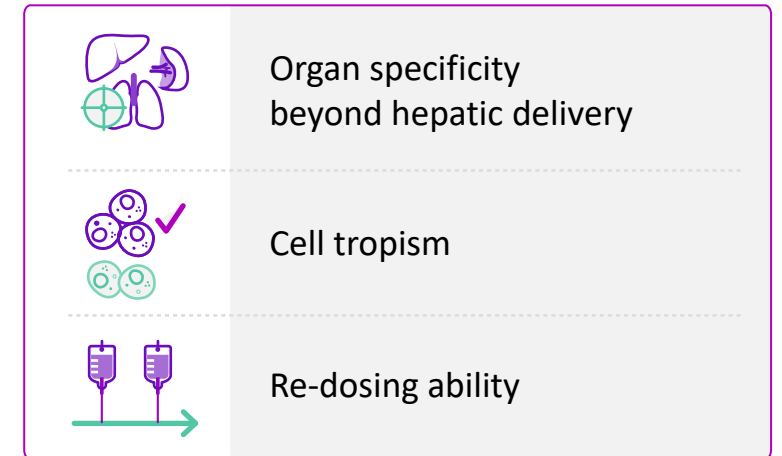 Organ specificity
beyond hepatic delivery
Cell tropism
Re-dosing ability